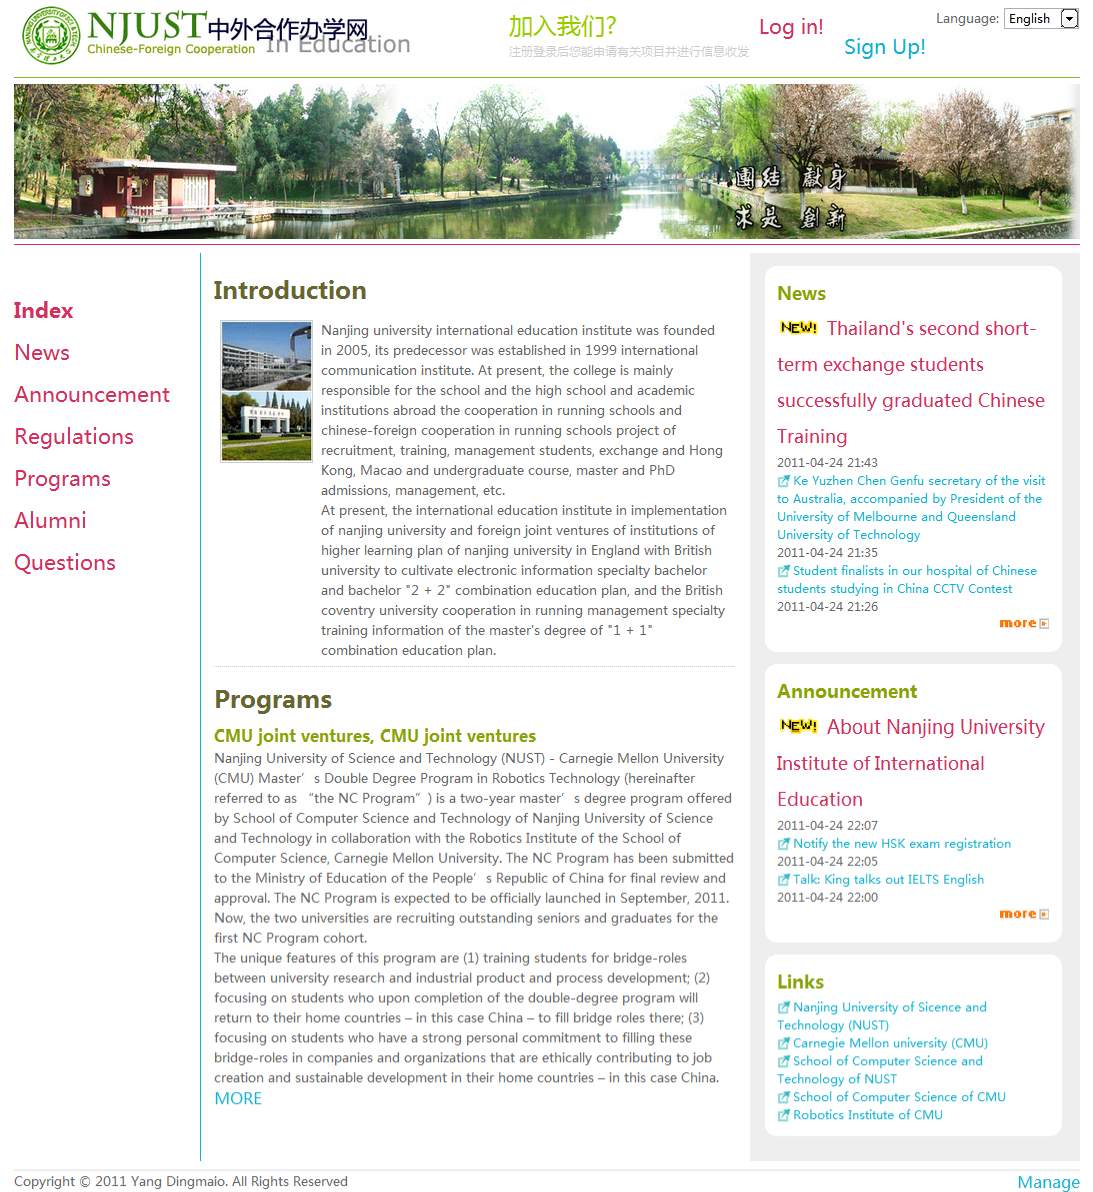 NJUST中外合作办学网
Chinese-Foreign Cooperation In Education
加入我们?
注册登录后您能申请有关项目并进行信息收发
Log in!
Sign Up!
Language: English
團結 獻身
求是 創新
Index
News
Announcement
Regulations
Programs
Alumni
Questions
Introduction
Nanjing university international education institute was founded
in 2005, its predecessor was established in 1999 international
communication institute. At present, the college is mainly
responsible for the school and the high school and academic
institutions abroad the cooperation in running schools and
chinese-foreign cooperation in running schools project of
recruitment, training, management students, exchange and Hong
Kong, Macao and undergraduate course, master and PhD
admissions, management, etc.
At present, the international education institute in implementation
of nanjing university and foreign joint ventures of institutions of
higher learning plan of nanjing university in England with British
university to cultivate electronic information specialty bachelor
and bachelor "2 + 2" combination education plan, and the British
coventry university cooperation in running management specialty
training information of the master's degree of "1 + 1"
combination education plan.
Programs
CMU joint ventures, CMU joint ventures
Nanjing University of Science and Technology (NUST) - Carnegie Mellon University
(CMU) Master’s Double Degree Program in Robotics Technology (hereinafter
referred to as “the NC Program”) is a two-year master’s degree program offered
by School of Computer Science and Technology of Nanjing University of Science
and Technology in collaboration with the Robotics Institute of the School of
Computer Science, Carnegie Mellon University. The NC Program has been submitted
to the Ministry of Education of the People’s Republic of China for final review and
approval. The NC Program is expected to be officially launched in September, 2011.
Now, the two universities are recruiting outstanding seniors and graduates for the
first NC Program cohort.
The unique features of this program are (1) training students for bridge-roles
between university research and industrial product and process development; (2)
focusing on students who upon completion of the double-degree program will
return to their home countries – in this case China – to fill bridge roles there; (3)
focusing on students who have a strong personal commitment to filling these
bridge-roles in companies and organizations that are ethically contributing to job
creation and sustainable development in their home countries – in this case China.
MORE
News
NEW! Thailand's second short-
term exchange students
successfully graduated Chinese
Training
2011-04-24 21:43
Ke Yuzhen Chen Genfu secretary of the visit
to Australia, accompanied by President of the
University of Melbourne and Queensland
University of Technology
2011-04-24 21:35
Student finalists in our hospital of Chinese
students studying in China CCTV Contest
2011-04-24 21:26
more
Announcement
NEW! About Nanjing University
Institute of International
Education
2011-04-24 22:07
Notify the new HSK exam registration
2011-04-24 22:05
Talk: King talks out IELTS English
2011-04-24 22:00
more
Links
Nanjing University of Sicence and
Technology (NUST)
Carnegie Mellon university (CMU)
School of Computer Science and
Technology of NUST
School of Computer Science of CMU
Robotics Institute of CMU
Copyright © 2011 Yang Dingmaio. All Rights Reserved
Manage